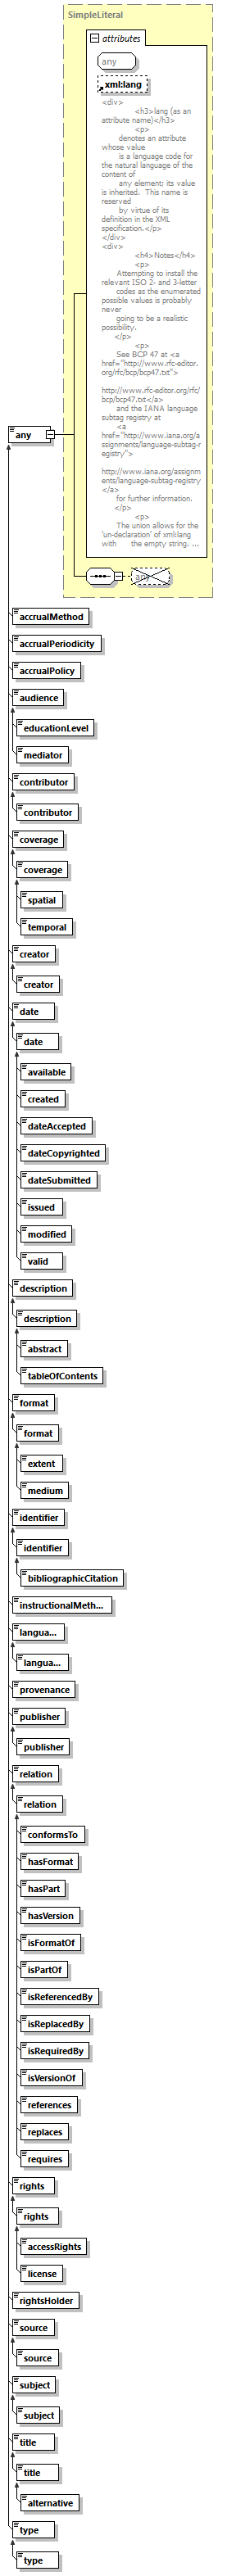 SimpleLiteral
attributes
any
xml:lang
<div>
<h3>lang (as an
attribute name)</h3>
<p>
denotes an attribute
whose value
is a language code for
the natural language of the
content of
any element; its value
is inherited.  This name is
reserved
by virtue of its
definition in the XML
specification.</p>
</div>
<div>
<h4>Notes</h4>
<p>
Attempting to install the
relevant ISO 2- and 3-letter
codes as the enumerated
possible values is probably
never
going to be a realistic
possibility.
</p>
<p>
See BCP 47 at <a
href="http://www.rfc-editor.
org/rfc/bcp/bcp47.txt">
http://www.rfc-editor.org/rfc/
bcp/bcp47.txt</a>
and the IANA language
subtag registry at
<a
href="http://www.iana.org/a
ssignments/language-subtag-r
egistry">
http://www.iana.org/assignm
ents/language-subtag-registry
</a>
for further information.
</p>
<p>
The union allows for the
'un-declaration' of xml:lang
with      the empty string. ...
any
any
accrualMethod
accrualPeriodicity
accrualPolicy
audience
educationLevel
mediator
contributor
contributor
coverage
coverage
spatial
temporal
creator
creator
date
date
available
created
dateAccepted
dateCopyrighted
dateSubmitted
issued
modified
valid
description
description
abstract
tableOfContents
format
format
extent
medium
identifier
identifier
bibliographicCitation
instructionalMeth...
langua...
langua...
provenance
publisher
publisher
relation
relation
conformsTo
hasFormat
hasPart
hasVersion
isFormatOf
isPartOf
isReferencedBy
isReplacedBy
isRequiredBy
isVersionOf
references
replaces
requires
rights
rights
accessRights
license
rightsHolder
source
source
subject
subject
title
title
alternative
type
type